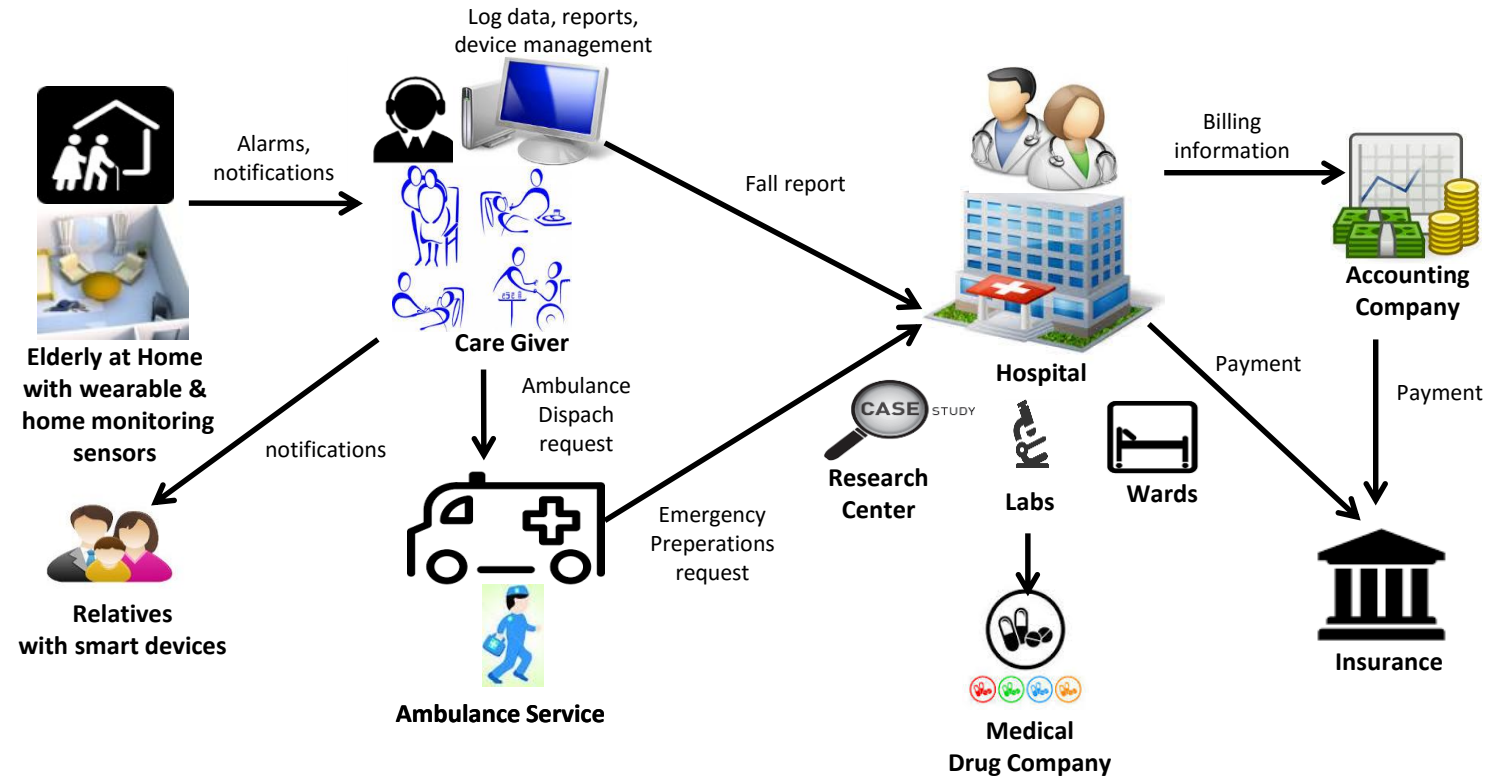 Log data, reports,
device management
Alarms,
notifications
Billing
information
Fall report
Elderly at Home
with wearable &
home monitoring
sensors
Care Giver
Accounting
Company
Hospital
Payment
Payment
Ambulance
Dispach
request
notifications
CASE STUDY
Research
Center
Labs
Wards
Emergency
Preperations
request
Relatives
with smart devices
Ambulance Service
Insurance
Medical
Drug Company